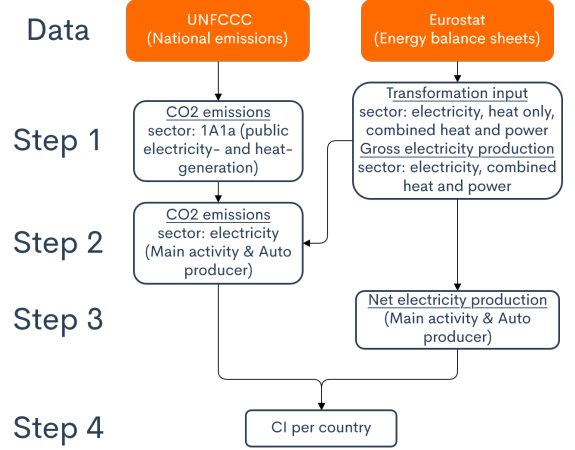 Data
UNFCCC
(National emissions)
Eurostat
(Energy balance sheets)
Step 1
CO2 emissions
sector: 1A1a (public
electricity- and heat-
generation)
Transformation input
sector: electricity, heat only,
combined heat and power
Gross electricity production
sector: electricity, combined
heat and power
Step 2
CO2 emissions
sector: electricity
(Main activity & Auto
producer)
Step 3
Net electricity production
(Main activity & Auto
producer)
Step 4
CI per country